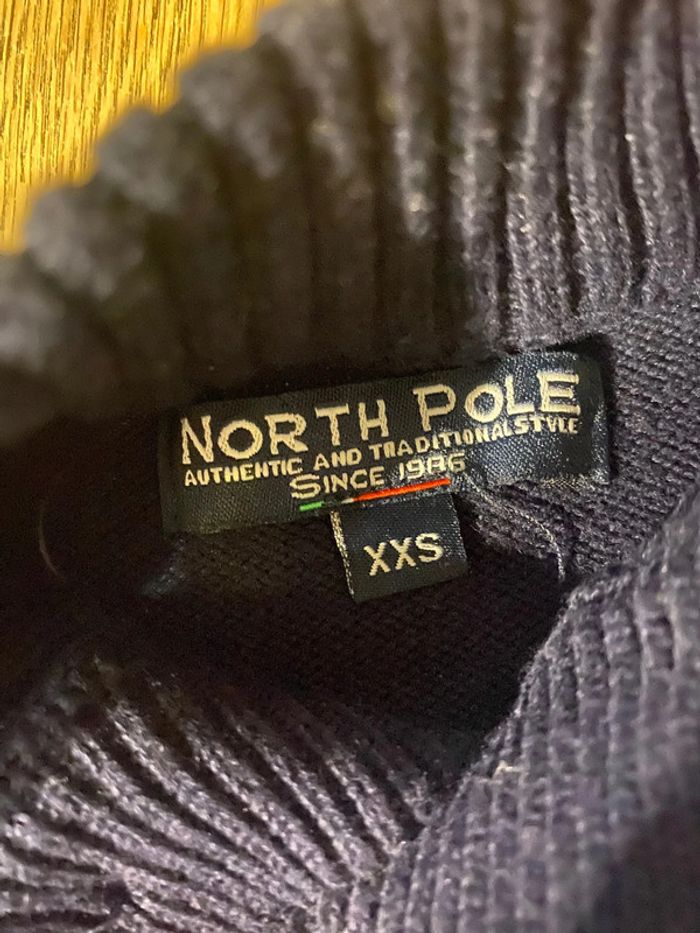 NORTH POLE
AUTHENTIC AND TRADITIONAL STYLE
SINCE 1986
XXS